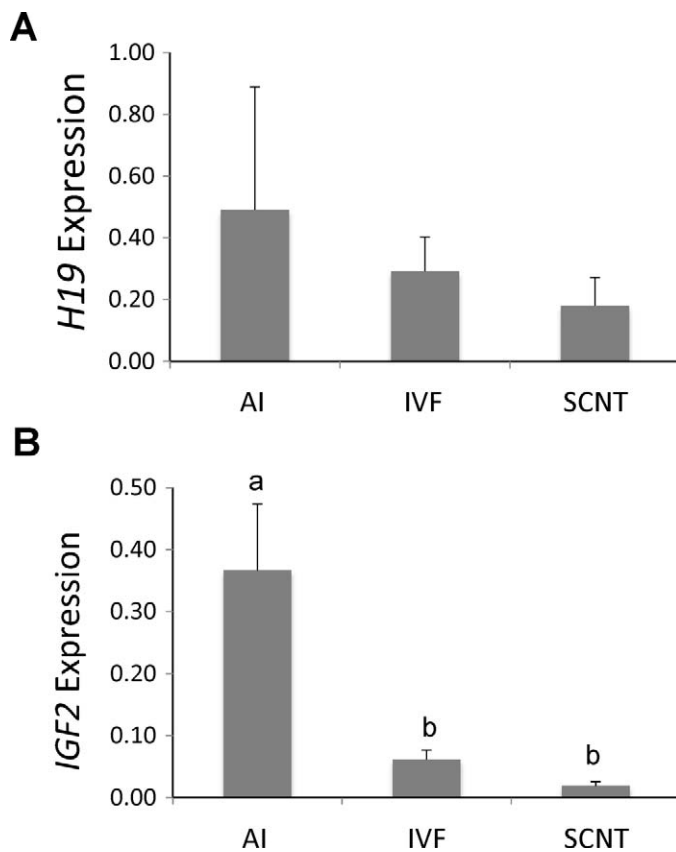 A
H19 Expression
1.00
0.80
0.60
0.40
0.20
0.00
AI IVF SCNT
B
IGF2 Expression
0.50
0.40
0.30
0.20
0.10
0.00
a
b
b
AI IVF SCNT